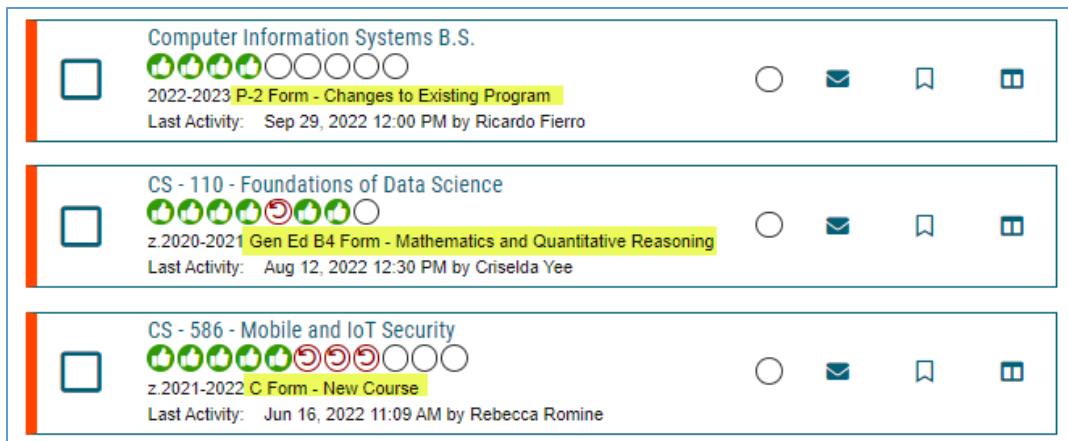 Computer Information Systems B.S.
2022-2023 P-2 Form - Changes to Existing Program
Last Activity: Sep 29, 2022 12:00 PM by Ricardo Fierro
CS - 110 - Foundations of Data Science
z.2020-2021 Gen Ed B4 Form - Mathematics and Quantitative Reasoning
Last Activity: Aug 12, 2022 12:30 PM by Criselda Yee
CS - 586 - Mobile and IoT Security
z.2021-2022 C Form - New Course
Last Activity: Jun 16, 2022 11:09 AM by Rebecca Romine